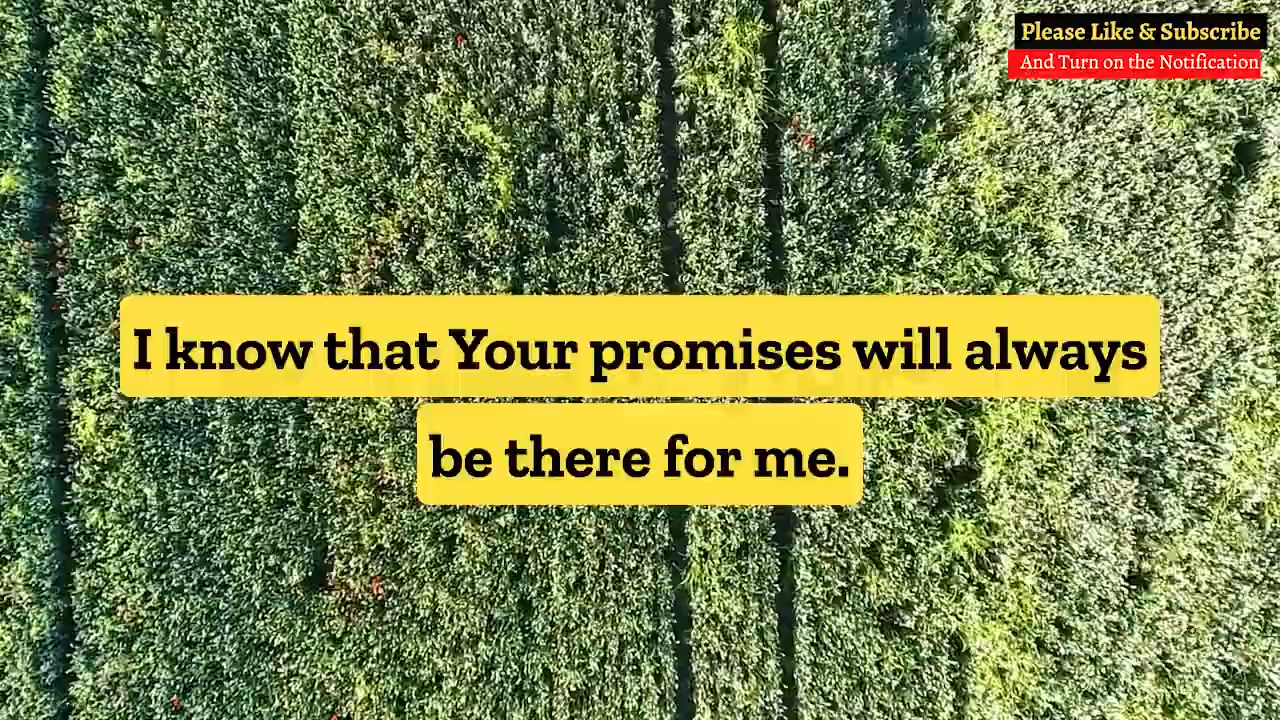 Please Like & Subscribe
And Turn on the Notification
I know that Your promises will always
be there for me.